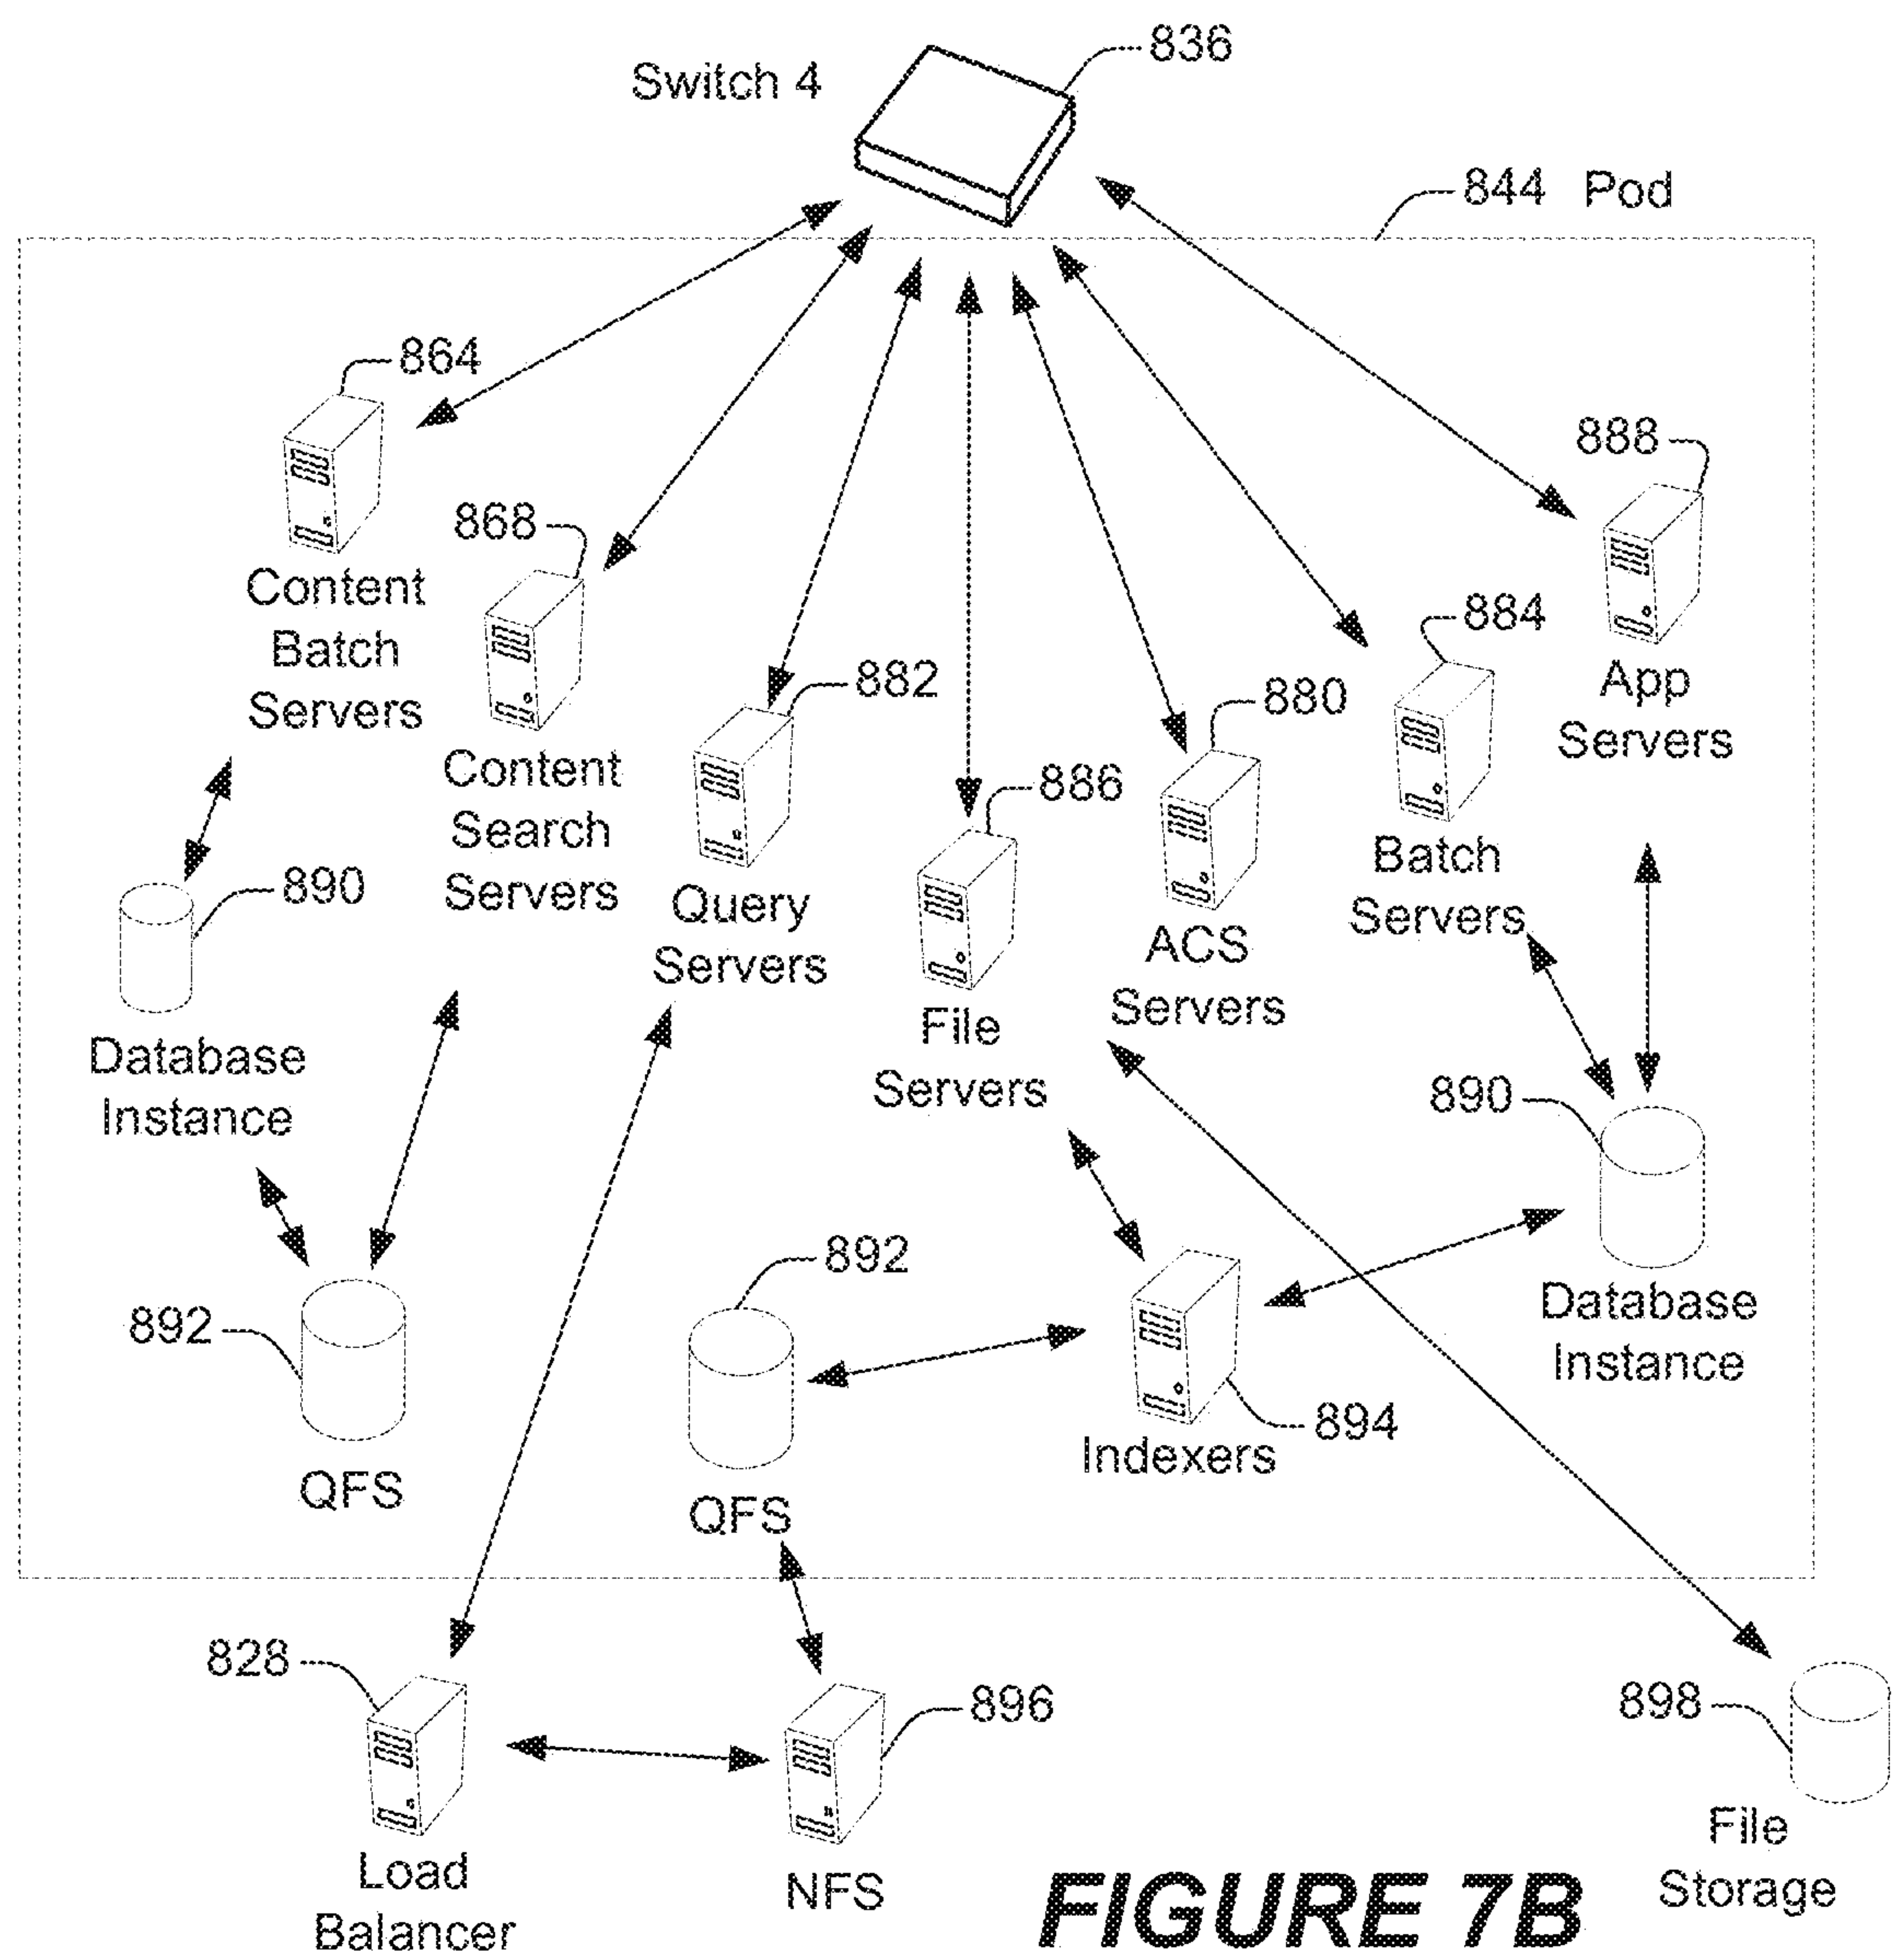 Switch 4
836
844 Pod
864
Content
Batch
Servers
868
Content
Search
Servers
882
Query
Servers
886
File
Servers
880
ACS
Servers
884
Batch
Servers
888
App
Servers
890
Database
Instance
890
Database
Instance
892
QFS
892
QFS
894
Indexers
828
Load
Balancer
896
NFS
898
File
Storage
FIGURE 7B